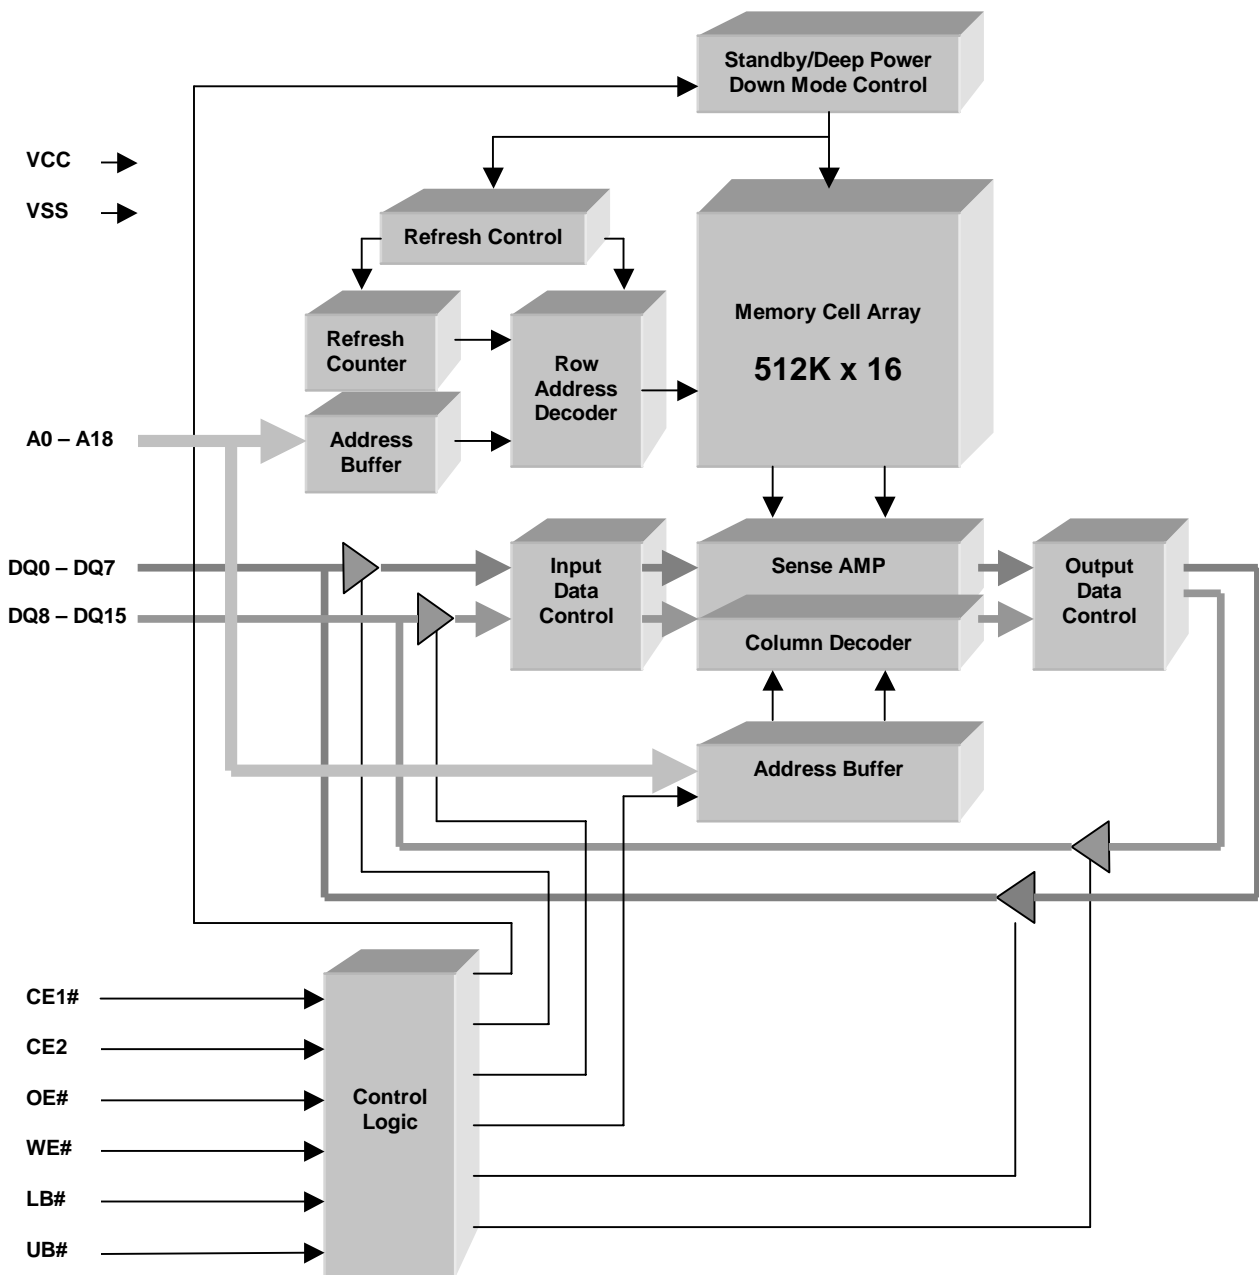 Standby/Deep Power
Down Mode Control
VCC
VSS
Refresh Control
Memory Cell Array
512K x 16
Refresh
Counter
Row
Address
Decoder
A0 – A18
Address
Buffer
DQ0 – DQ7
DQ8 – DQ15
Input
Data
Control
Sense AMP
Column Decoder
Output
Data
Control
Address Buffer
CE1#
CE2
OE#
WE#
LB#
UB#
Control
Logic